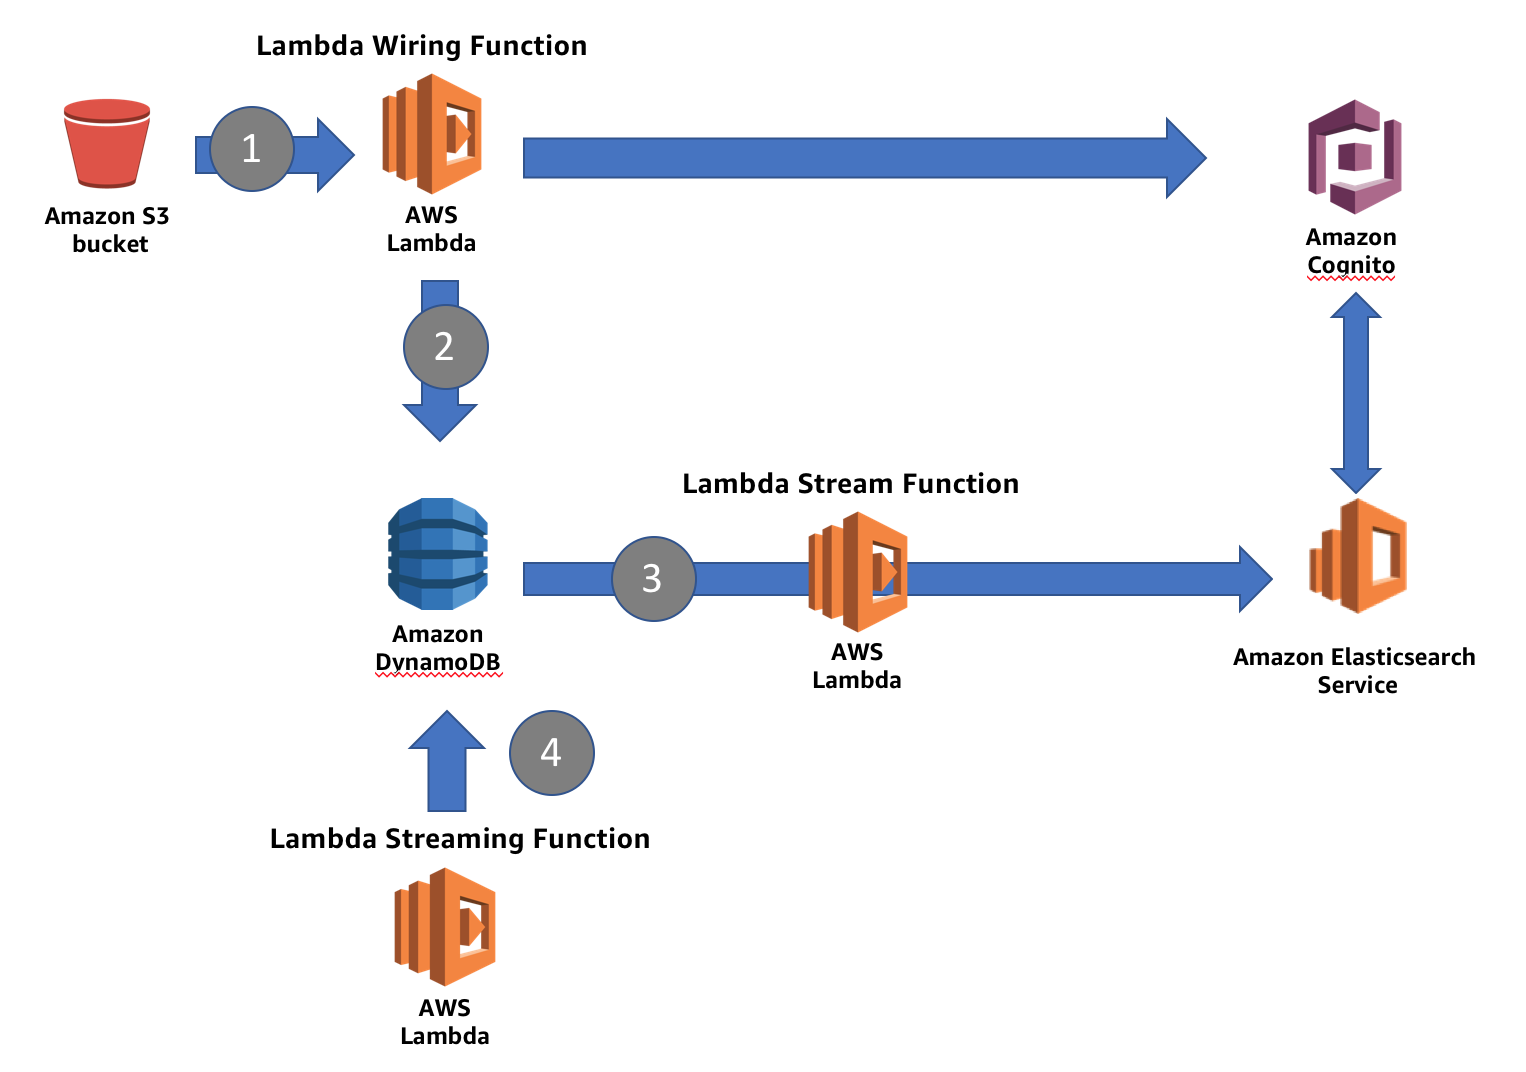 Lambda Wiring Function
1
Amazon S3
bucket
AWS
Lambda
Amazon
Cognito
2
Lambda Stream Function
3
AWS
Lambda
Amazon
DynamoDB
Amazon Elasticsearch
Service
4
Lambda Streaming Function
AWS
Lambda